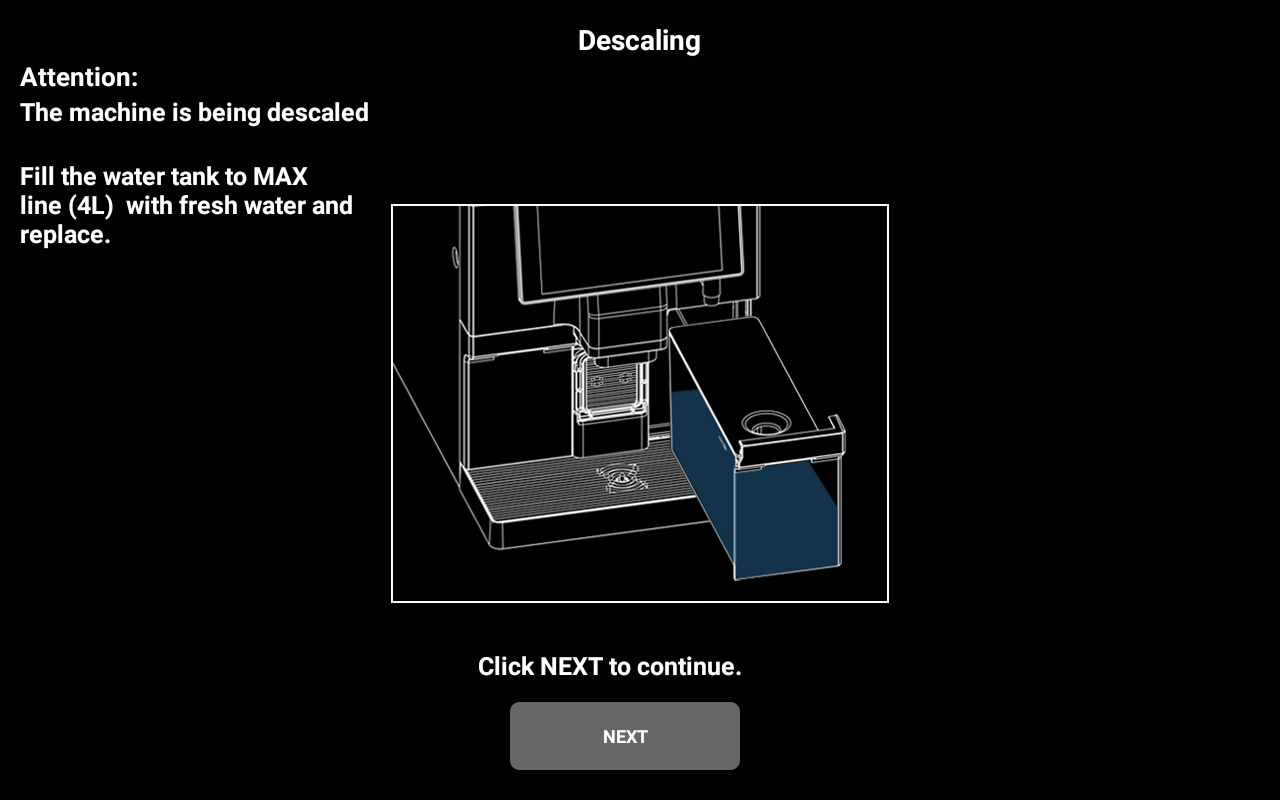 Descaling
Attention:
The machine is being descaled
Fill the water tank to MAX
line (4L)  with fresh water and
replace.
Click NEXT to continue.
NEXT